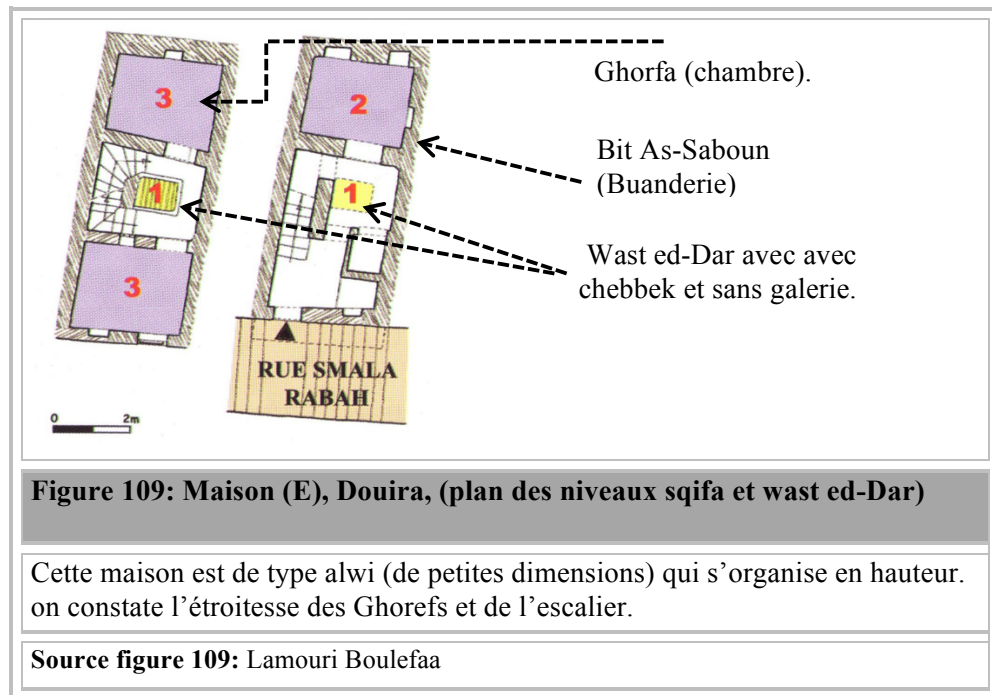 Ghorfa (chambre).
3
2
Bit As-Saboun
(Buanderie)
1
1
Wast ed-Dar avec avec
chebbek et sans galerie.
3
RUE SMALA
RABAH
0 2m
Figure 109: Maison (E), Douira, (plan des niveaux sqifa et wast ed-Dar)
Cette maison est de type alwi (de petites dimensions) qui s’organise en hauteur.
on constate l’étroitesse des Ghorefs et de l’escalier.
Source figure 109: Lamouri Boulefaa